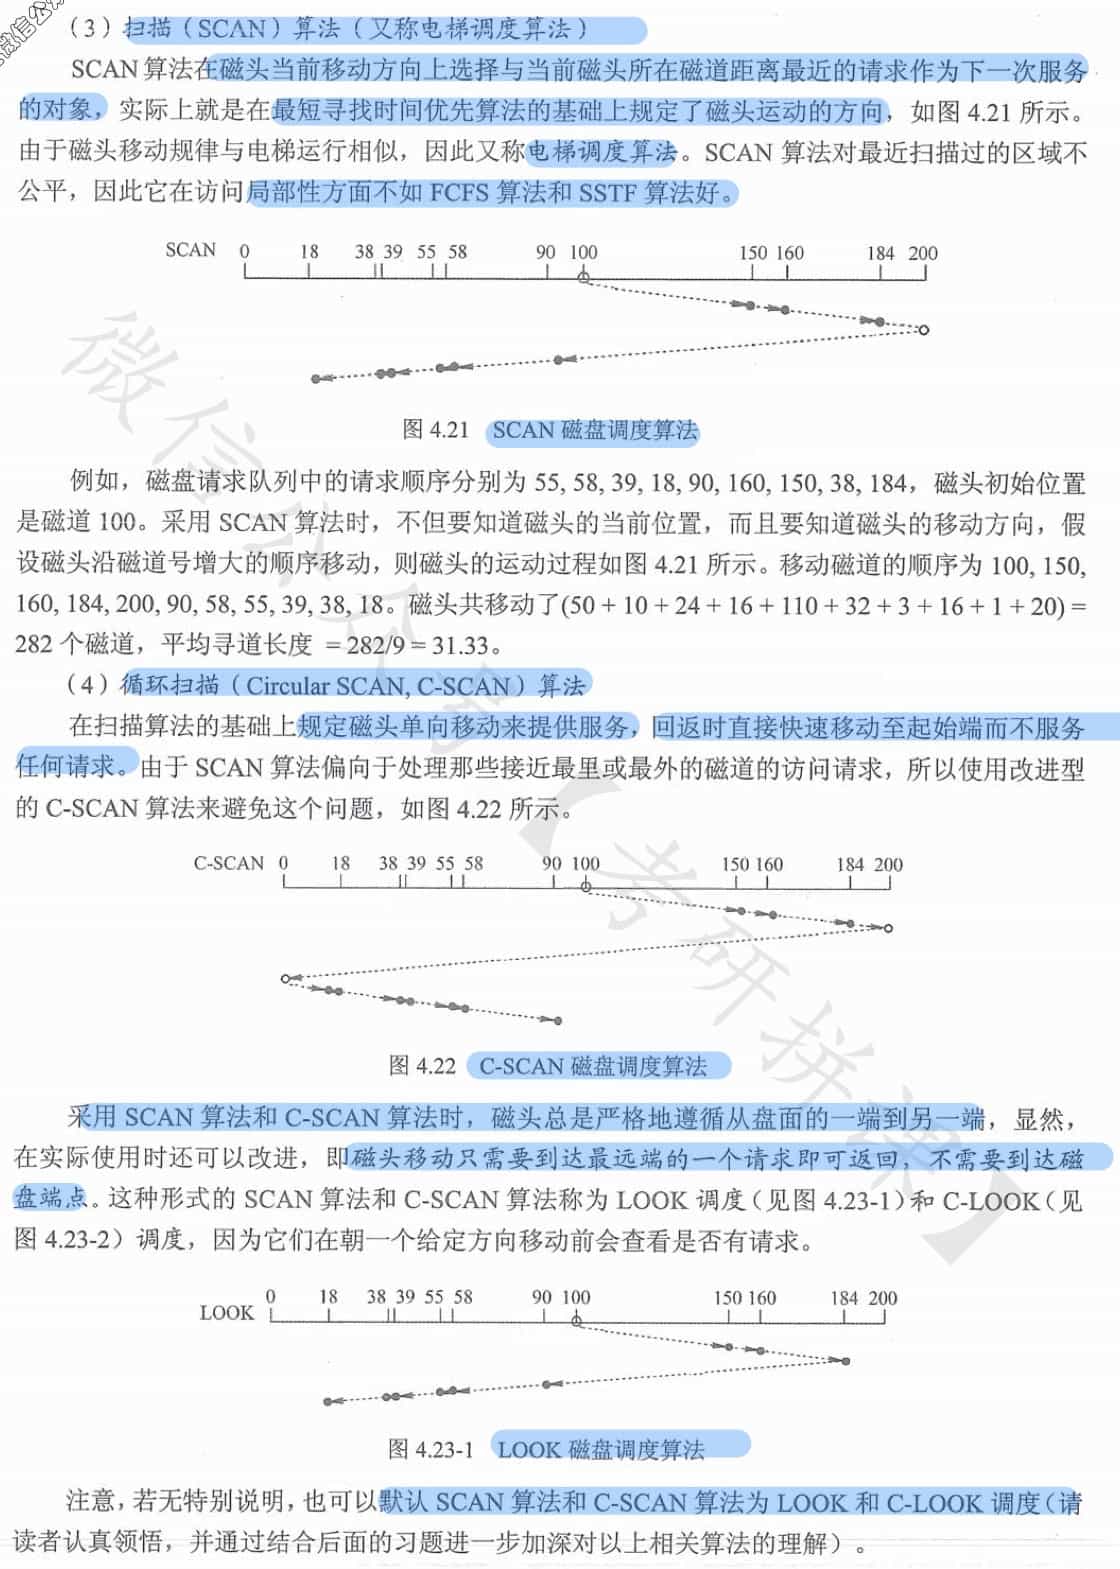 （3）扫描（SCAN）算法（又称电梯调度算法）
SCAN 算法在磁头当前移动方向上选择与当前磁头所在磁道距离最近的请求作为下一次服务
的对象，实际上就是在最短寻找时间优先算法的基础上规定了磁头运动的方向，如图 4.21 所示。
由于磁头移动规律与电梯运行相似，因此又称电梯调度算法。SCAN 算法对最近扫描过的区域不
公平，因此它在访问局部性方面不如 FCFS 算法和 SSTF 算法好。
SCAN 0 18 38 39 55 58 90 100 150 160 184 200
图 4.21 SCAN 磁盘调度算法
例如，磁盘请求队列中的请求顺序分别为 55, 58, 39, 18, 90, 160, 150, 38, 184，磁头初始位置
是磁道 100。采用 SCAN 算法时，不但要知道磁头的当前位置，而且要知道磁头的移动方向，假
设磁头沿磁道号增大的顺序移动，则磁头的运动过程如图 4.21 所示。移动磁道的顺序为 100, 150,
160, 184, 200, 90, 58, 55, 39, 38, 18。磁头共移动了(50 + 10 + 24 + 16 + 110 + 32 + 3 + 16 + 1 + 20) =
282 个磁道，平均寻道长度 = 282/9 = 31.33。
（4）循环扫描（Circular SCAN, C-SCAN）算法
在扫描算法的基础上规定磁头单向移动来提供服务，回返时直接快速移动至起始端而不服务
任何请求。由于 SCAN 算法偏向于处理那些接近最里或最外的磁道的访问请求，所以使用改进型
的 C-SCAN 算法来避免这个问题，如图 4.22 所示。
C-SCAN 0 18 38 39 55 58 90 100 150 160 184 200
图 4.22 C-SCAN 磁盘调度算法
采用 SCAN 算法和 C-SCAN 算法时，磁头总是严格地遵循从盘面的一端到另一端，显然，
在实际使用时还可以改进，即磁头移动只需要到达最远端的一个请求即可返回，不需要到达磁
盘端点。这种形式的 SCAN 算法和 C-SCAN 算法称为 LOOK 调度（见图 4.23-1）和 C-LOOK（见
图 4.23-2）调度，因为它们在朝一个给定方向移动前会查看是否有请求。
LOOK 0 18 38 39 55 58 90 100 150 160 184 200
图 4.23-1 LOOK 磁盘调度算法
注意，若无特别说明，也可以默认 SCAN 算法和 C-SCAN 算法为 LOOK 和 C-LOOK 调度（请
读者认真领悟，并通过结合后面的习题进一步加深对以上相关算法的理解）。
微信公众号【考研拼课】